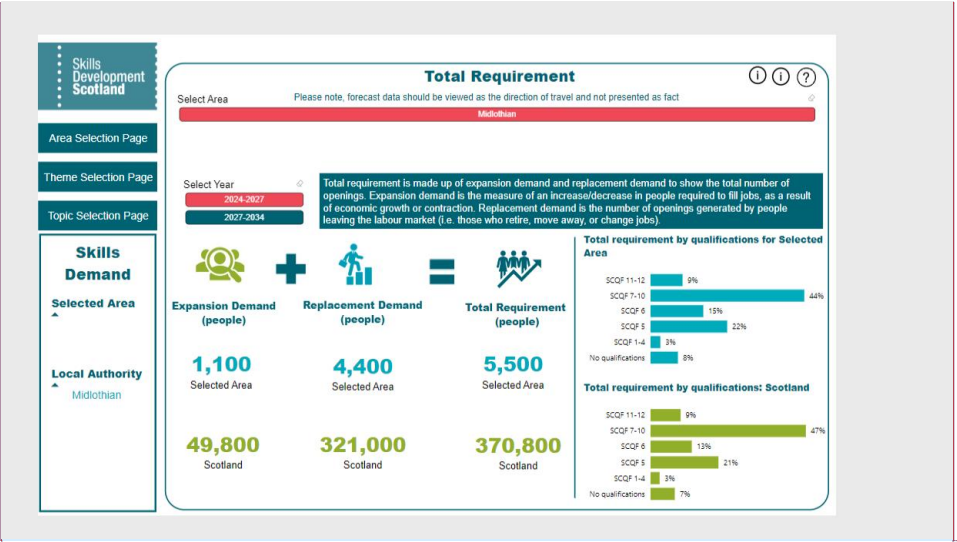 Skills
Development
Scotland
Total Requirement
Select Area
Please note, forecast data should be viewed as the direction of travel and not presented as fact
Midlothian
Area Selection Page
Theme Selection Page
Topic Selection Page
Select Year
2024-2027
2027-2034
Total requirement is made up of expansion demand and replacement demand to show the total number of
openings. Expansion demand is the measure of an increase/decrease in people required to fill jobs, as a result
of economic growth or contraction. Replacement demand is the number of openings generated by people
leaving the labour market (i.e. those who retire, move away, or change jobs).
Skills
Demand
Selected Area
Local Authority
Midlothian
Expansion Demand
(people)
Replacement Demand
(people)
Total Requirement
(people)
1,100
Selected Area
4,400
Selected Area
5,500
Selected Area
49,800
Scotland
321,000
Scotland
370,800
Scotland
Total requirement by qualifications for Selected
Area
SCQF 11-12 9%
SCQF 7-10 44%
SCQF 6 15%
SCQF 5 22%
SCQF 1-4 3%
No qualifications 8%
Total requirement by qualifications: Scotland
SCQF 11-12 9%
SCQF 7-10 47%
SCQF 6 13%
SCQF 5 21%
SCQF 1-4 3%
No qualifications 7%